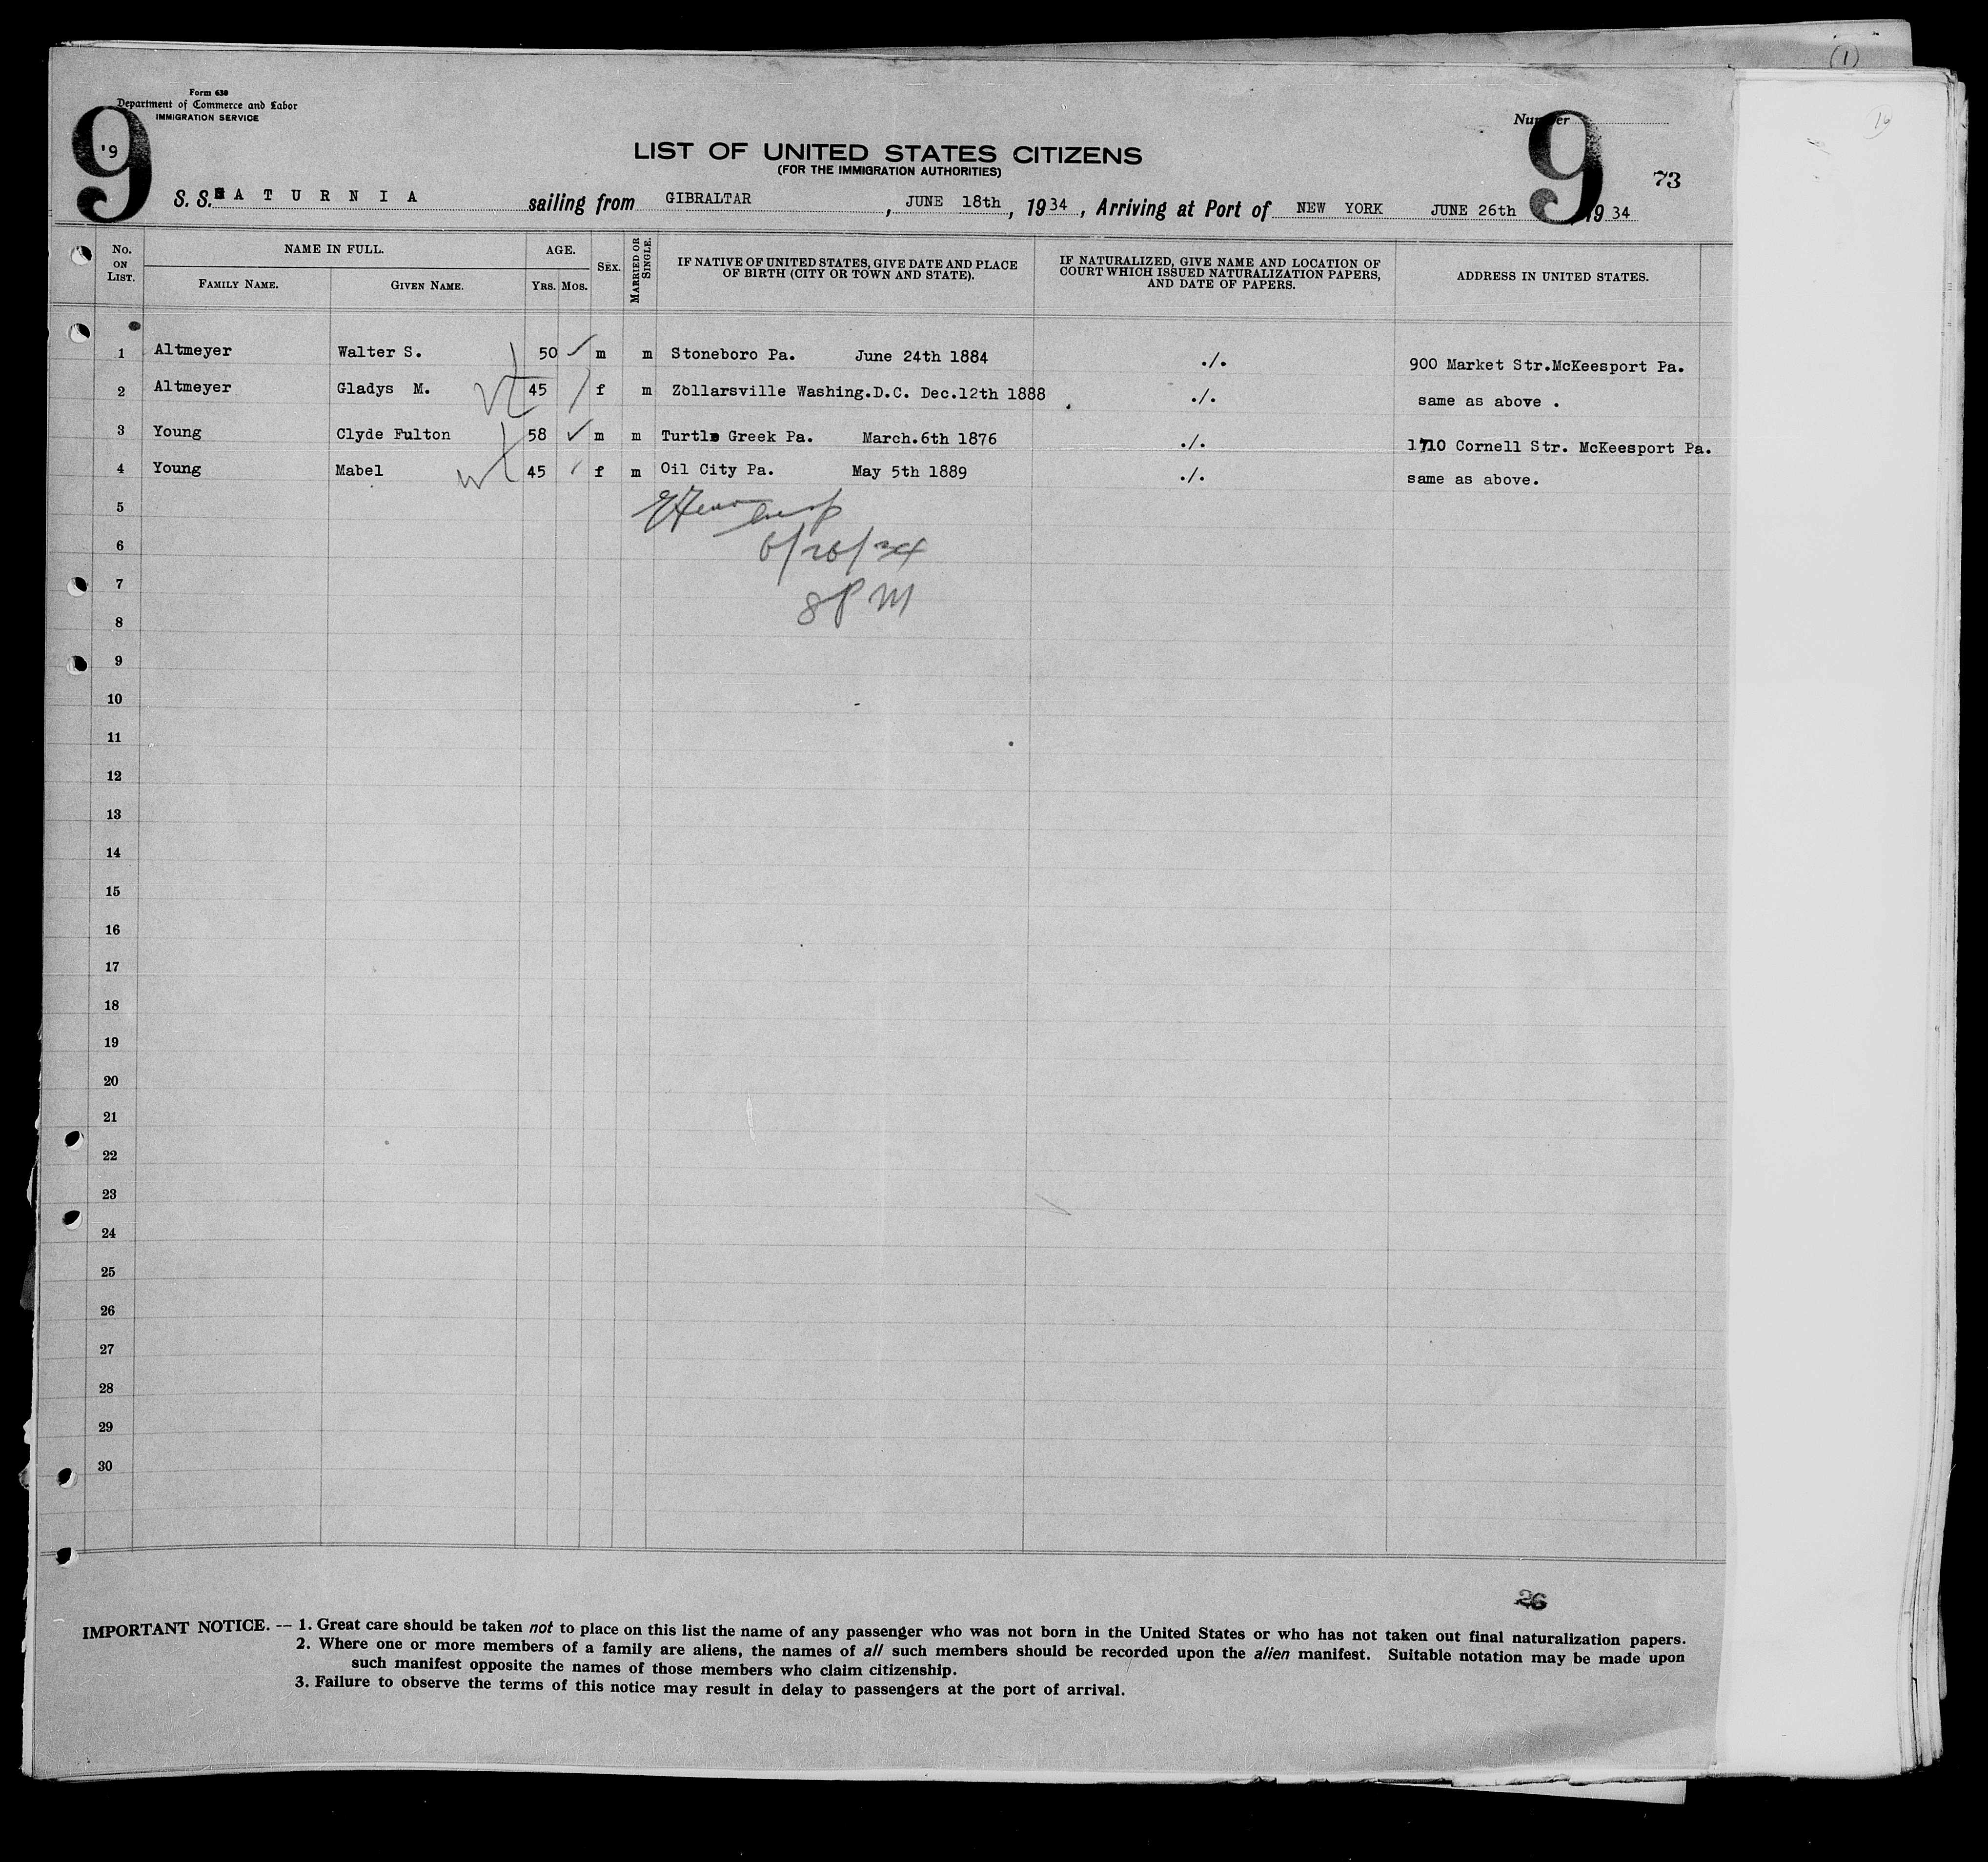 Form 630
Department of Commerce and Labor
IMMIGRATION SERVICE
9 '9
Number
9
73
LIST OF UNITED STATES CITIZENS
(FOR THE IMMIGRATION AUTHORITIES)
S. S. SATURNIA sailing from GIBRALTAR, JUNE 18th, 1934, Arriving at Port of NEW YORK JUNE 26th 1934
No. ON LIST. NAME IN FULL. FAMILY NAME. GIVEN NAME. AGE. YRS. MOS. SEX. MARRIED OR SINGLE. IF NATIVE OF UNITED STATES, GIVE DATE AND PLACE OF BIRTH (CITY OR TOWN AND STATE). IF NATURALIZED, GIVE NAME AND LOCATION OF COURT WHICH ISSUED NATURALIZATION PAPERS, AND DATE OF PAPERS. ADDRESS IN UNITED STATES.
1 Altmeyer Walter S. 50 m m Stoneboro Pa. June 24th 1884 ./. 900 Market Str.McKeesport Pa.
2 Altmeyer Gladys M. 45 f m Zollarsville Washing.D.C. Dec.12th 1888 ./. same as above .
3 Young Clyde Fulton 58 m m Turtle Greek Pa. March.6th 1876 ./. 1710 Cornell Str. McKeesport Pa.
4 Young Mabel 45 f m Oil City Pa. May 5th 1889 ./. same as above.
5
6 6/26/34
7
8 8 PM
9
10
11
12
13
14
15
16
17
18
19
20
21
22
23
24
25
26
27
28
29
30
26
IMPORTANT NOTICE. — 1. Great care should be taken not to place on this list the name of any passenger who was not born in the United States or who has not taken out final naturalization papers.
2. Where one or more members of a family are aliens, the names of all such members should be recorded upon the alien manifest. Suitable notation may be made upon
such manifest opposite the names of those members who claim citizenship.
3. Failure to observe the terms of this notice may result in delay to passengers at the port of arrival.